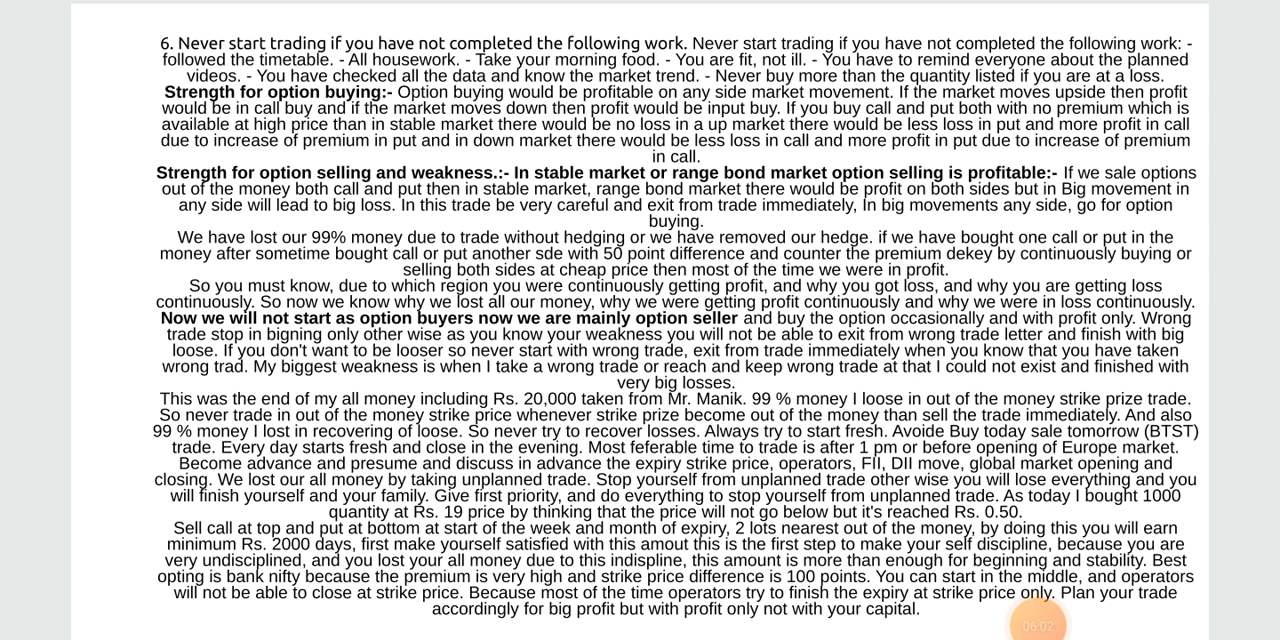 6. Never start trading if you have not completed the following work. Never start trading if you have not completed the following work: -
followed the timetable. - All housework. - Take your morning food. - You are fit, not ill. - You have to remind everyone about the planned
videos. - You have checked all the data and know the market trend. - Never buy more than the quantity listed if you are at a loss.
Strength for option buying:- Option buying would be profitable on any side market movement. If the market moves upside then profit
would be in call buy and if the market moves down then profit would be input buy. If you buy call and put both with no premium which is
available at high price than in stable market there would be no loss in a up market there would be less loss in put and more profit in call
due to increase of premium in put and in down market there would be less loss in call and more profit in put due to increase of premium
in call.
Strength for option selling and weakness.:- In stable market or range bond market option selling is profitable:- If we sale options
out of the money both call and put then in stable market, range bond market there would be profit on both sides but in Big movement in
any side will lead to big loss. In this trade be very careful and exit from trade immediately, In big movements any side, go for option
buying.
We have lost our 99% money due to trade without hedging or we have removed our hedge. if we have bought one call or put in the
money after sometime bought call or put another sde with 50 point difference and counter the premium dekey by continuously buying or
selling both sides at cheap price then most of the time we were in profit.
So you must know, due to which region you were continuously getting profit, and why you got loss, and why you are getting loss
continuously. So now we know why we lost all our money, why we were getting profit continuously and why we were in loss continuously.
Now we will not start as option buyers now we are mainly option seller and buy the option occasionally and with profit only. Wrong
trade stop in bigning only other wise as you know your weakness you will not be able to exit from wrong trade letter and finish with big
loose. If you don't want to be looser so never start with wrong trade, exit from trade immediately when you know that you have taken
wrong trad. My biggest weakness is when I take a wrong trade or reach and keep wrong trade at that I could not exist and finished with
very big losses.
This was the end of my all money including Rs. 20,000 taken from Mr. Manik. 99 % money I loose in out of the money strike prize trade.
So never trade in out of the money strike price whenever strike prize become out of the money than sell the trade immediately. And also
99 % money I lost in recovering of loose. So never try to recover losses. Always try to start fresh. Avoide Buy today sale tomorrow (BTST)
trade. Every day starts fresh and close in the evening. Most feferable time to trade is after 1 pm or before opening of Europe market.
Become advance and presume and discuss in advance the expiry strike price, operators, FII, DII move, global market opening and
closing. We lost our all money by taking unplanned trade. Stop yourself from unplanned trade other wise you will lose everything and you
will finish yourself and your family. Give first priority, and do everything to stop yourself from unplanned trade. As today I bought 1000
quantity at Rs. 19 price by thinking that the price will not go below but it's reached Rs. 0.50.
Sell call at top and put at bottom at start of the week and month of expiry, 2 lots nearest out of the money, by doing this you will earn
minimum Rs. 2000 days, first make yourself satisfied with this amout this is the first step to make your self discipline, because you are
very undisciplined, and you lost your all money due to this indispline, this amount is more than enough for beginning and stability. Best
opting is bank nifty because the premium is very high and strike price difference is 100 points. You can start in the middle, and operators
will not be able to close at strike price. Because most of the time operators try to finish the expiry at strike price only. Plan your trade
accordingly for big profit but with profit only not with your capital.
06:02